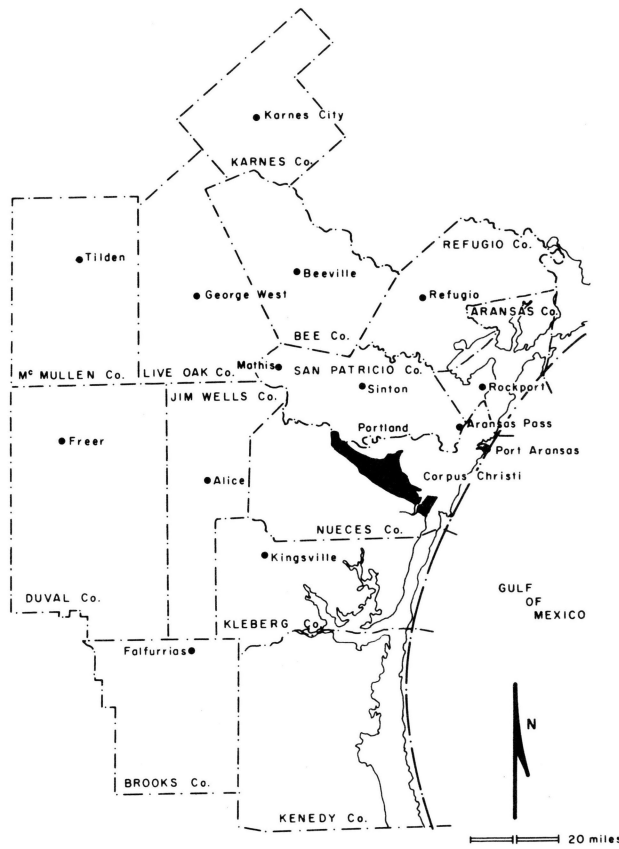 Karnes City
KARNES Co.
REFUGIO Co.
Tilden
Beeville
George West
Refugio
ARANSAS Co.
BEE Co.
Mathis
SAN PATRICIO Co.
Mc MULLEN Co.
LIVE OAK Co.
Sinton
Rockport
JIM WELLS Co.
Portland
Aransas Pass
Freer
Port Aransas
Alice
Corpus Christi
NUECES Co.
Kingsville
GULF
OF
MEXICO
DUVAL Co.
KLEBERG Co.
Falfurrias
N
BROOKS Co.
KENEDY Co.
20 miles